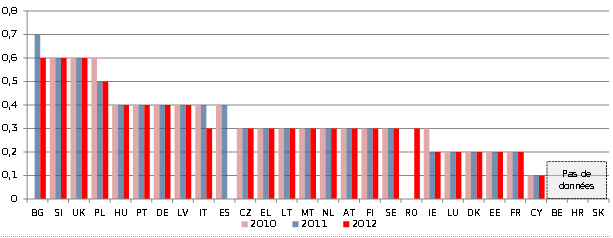 0,8
0,7
0,6
0,5
0,4
0,3
0,2
0,1
0
Pas de
données
BG SI UK PL HU PT DE LV IT ES CZ EL LT MT NL AT FI SE RO IE LU DK EE FR CY BE HR SK
2010 2011 2012